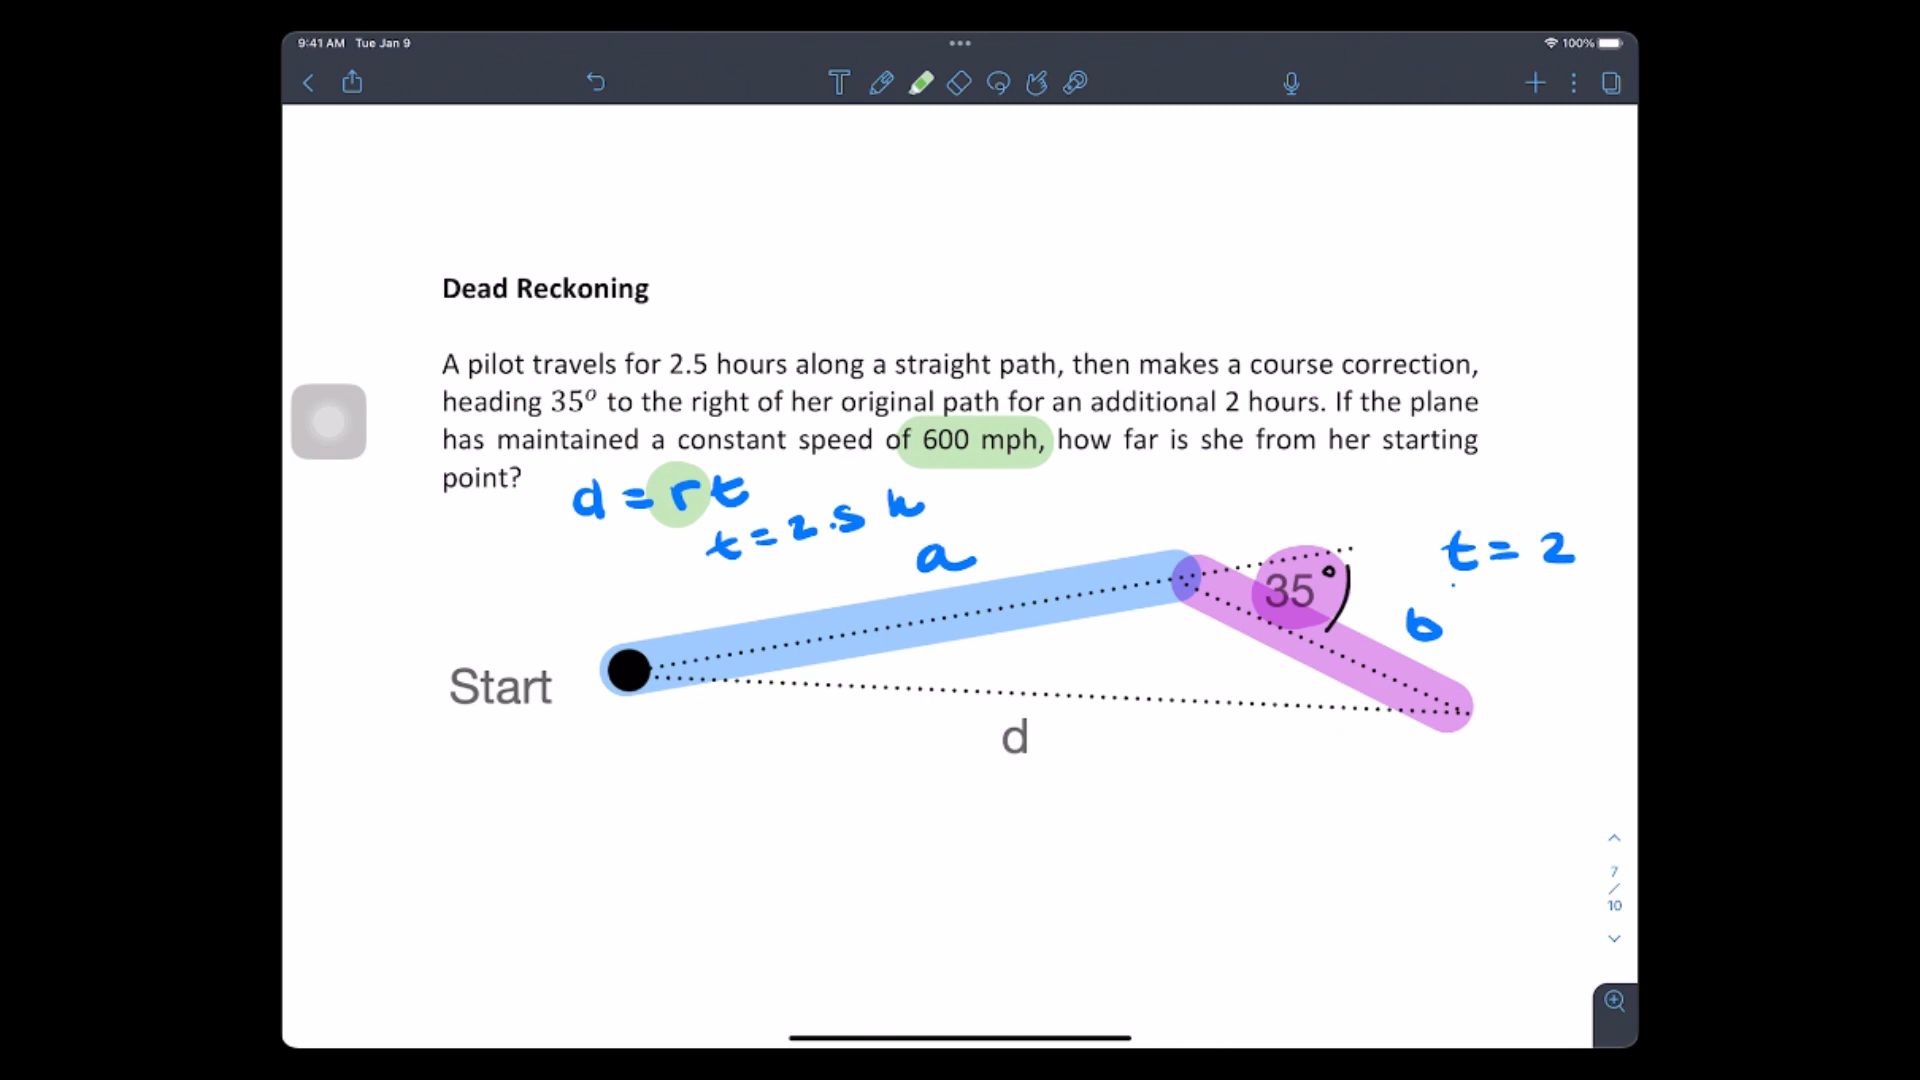 9:41 AM Tue Jan 9
100%
Dead Reckoning
A pilot travels for 2.5 hours along a straight path, then makes a course correction,
heading 35° to the right of her original path for an additional 2 hours. If the plane
has maintained a constant speed of 600 mph, how far is she from her starting
point?
d = rt
t = 2.5 h
a
t = 2
35°
b
Start
d
7
/
10